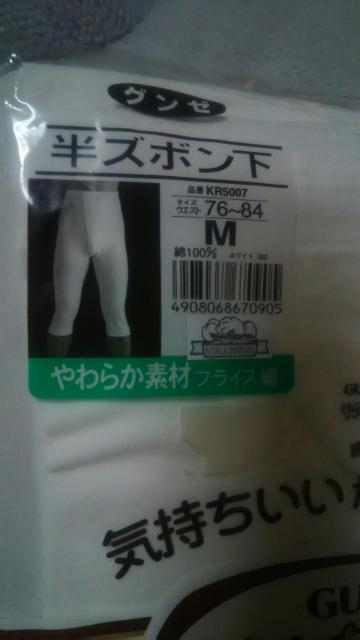 グンゼ
半ズボン下
品番 KR5007
サイズ
ウエスト 76~84
M
綿100% ホワイト
4908068670905
やわらか素材 フライス編
GU
気持ちいい
GU